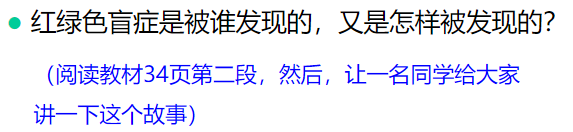 ● 红绿色盲症是被谁发现的，又是怎样被发现的？
（阅读教材34页第二段，然后，让一名同学给大家
讲一下这个故事）